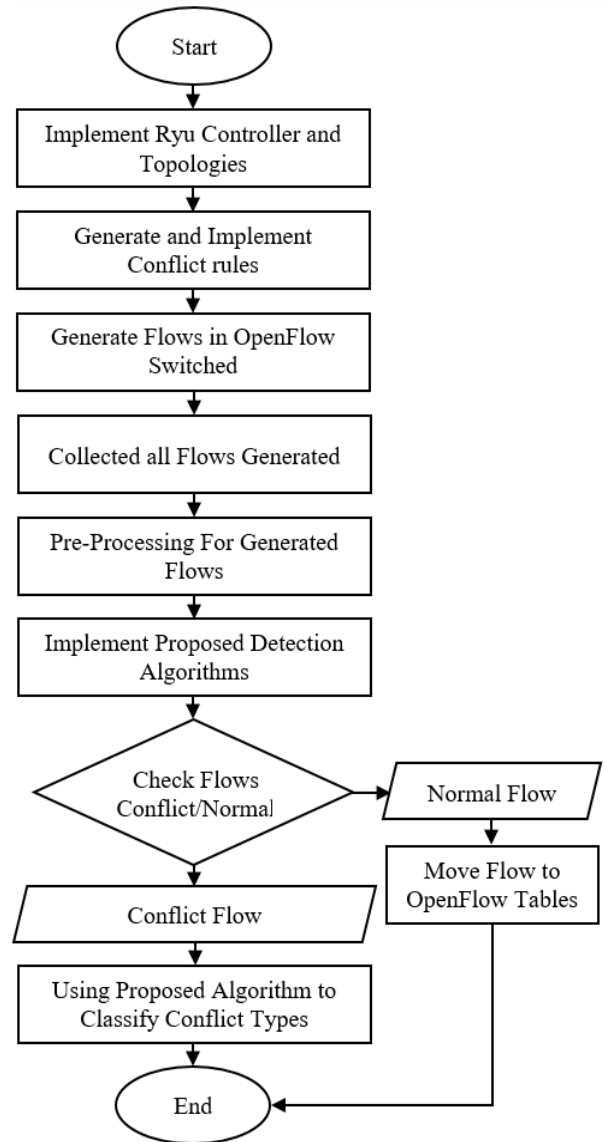 Start
Implement Ryu Controller and
Topologies
Generate and Implement
Conflict rules
Generate Flows in OpenFlow
Switched
Collected all Flows Generated
Pre-Processing For Generated
Flows
Implement Proposed Detection
Algorithms
Check Flows
Conflict/Normal
Normal Flow
Move Flow to
OpenFlow Tables
Conflict Flow
Using Proposed Algorithm to
Classify Conflict Types
End